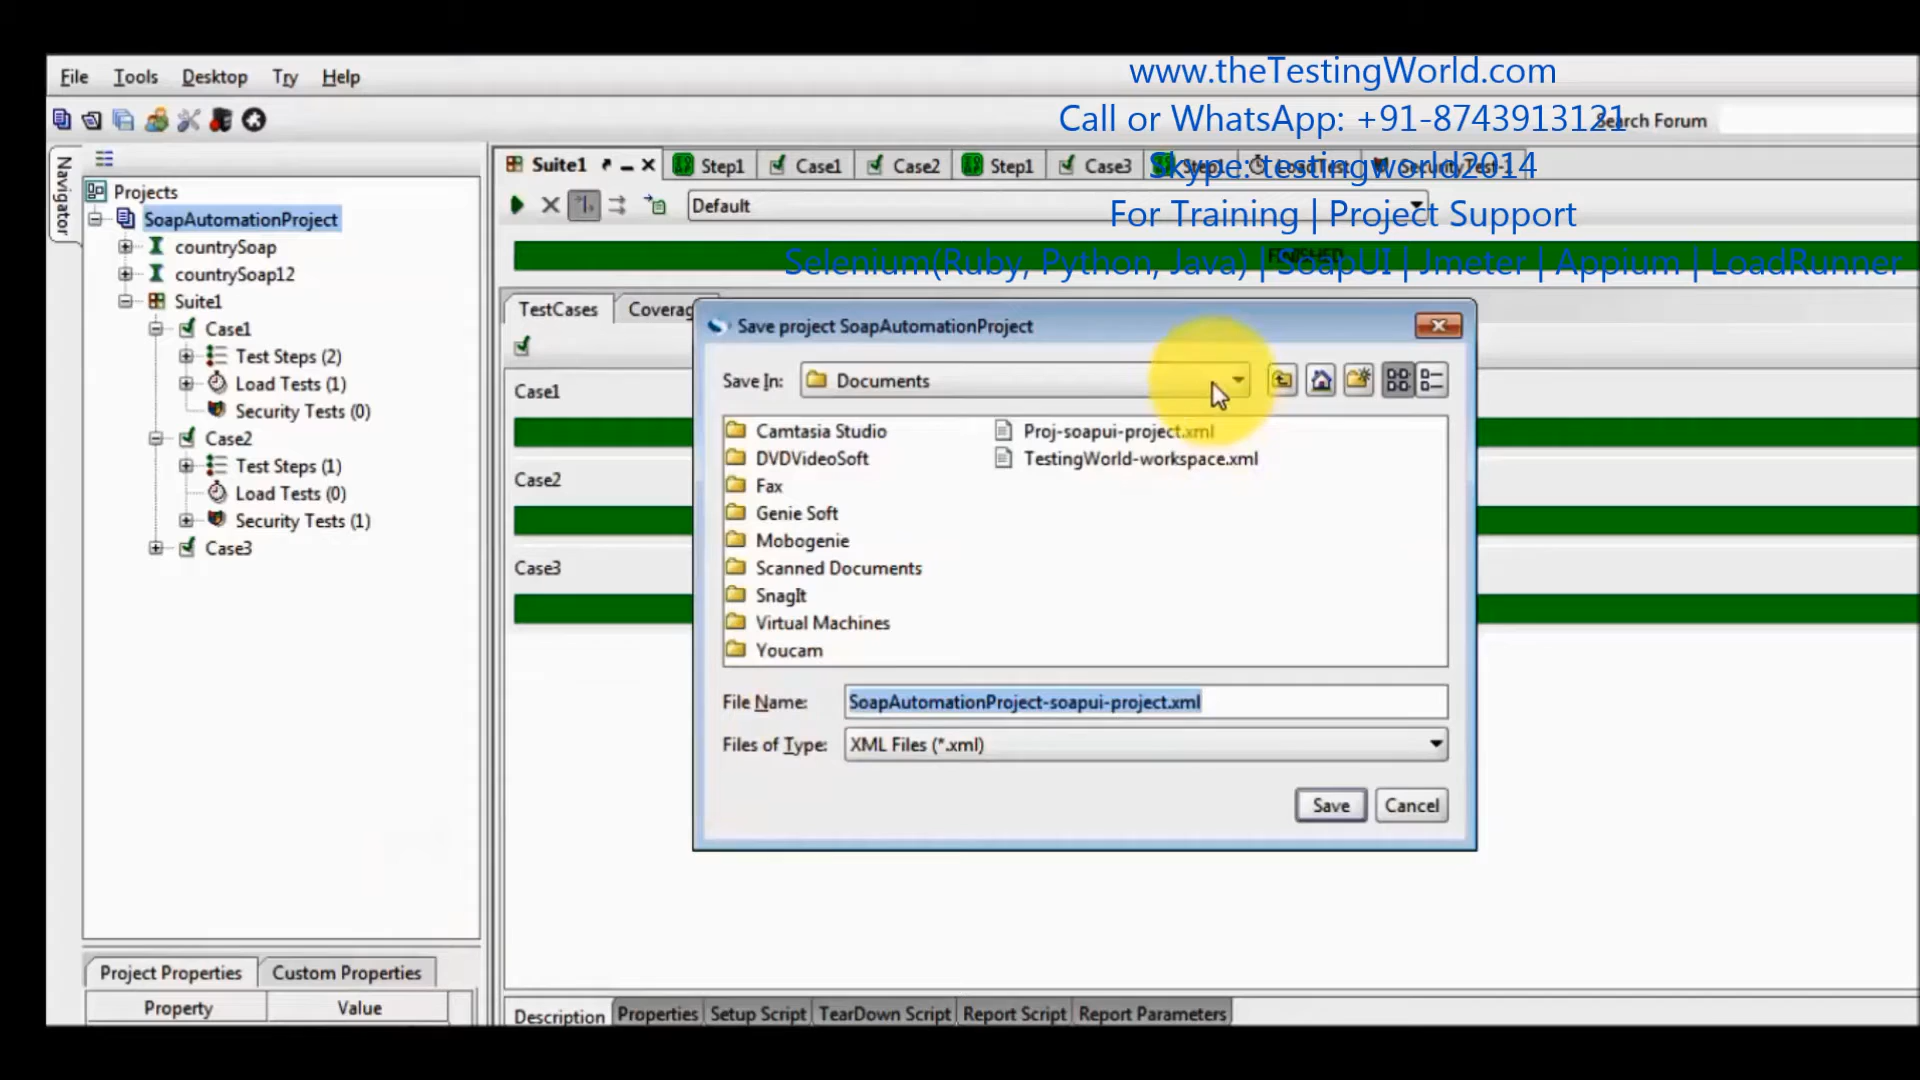 File Tools Desktop Try Help
www.theTestingWorld.com
Call or WhatsApp: +91-8743913121
Search Forum
Skype: testingworld2014
For Training | Project Support
Selenium(Ruby, Python, Java) | SoapUI | Jmeter | Appium | LoadRunner
Navigator
Projects
SoapAutomationProject
countrySoap
countrySoap12
Suite1
Case1
Test Steps (2)
Load Tests (1)
Security Tests (0)
Case2
Test Steps (1)
Load Tests (0)
Security Tests (1)
Case3
Project Properties Custom Properties
Property Value
Suite1 Step1 Case1 Case2 Step1 Case3 Step1 LoadTest SecurityTest-1
Default
FINISHED
TestCases Coverag
Case1
Case2
Case3
Save project SoapAutomationProject
Save In: Documents
Camtasia Studio
DVDVideoSoft
Fax
Genie Soft
Mobogenie
Scanned Documents
SnagIt
Virtual Machines
Youcam
Proj-soapui-project.xml
TestingWorld-workspace.xml
File Name: SoapAutomationProject-soapui-project.xml
Files of Type: XML Files (*.xml)
Save Cancel
Description Properties Setup Script TearDown Script Report Script Report Parameters